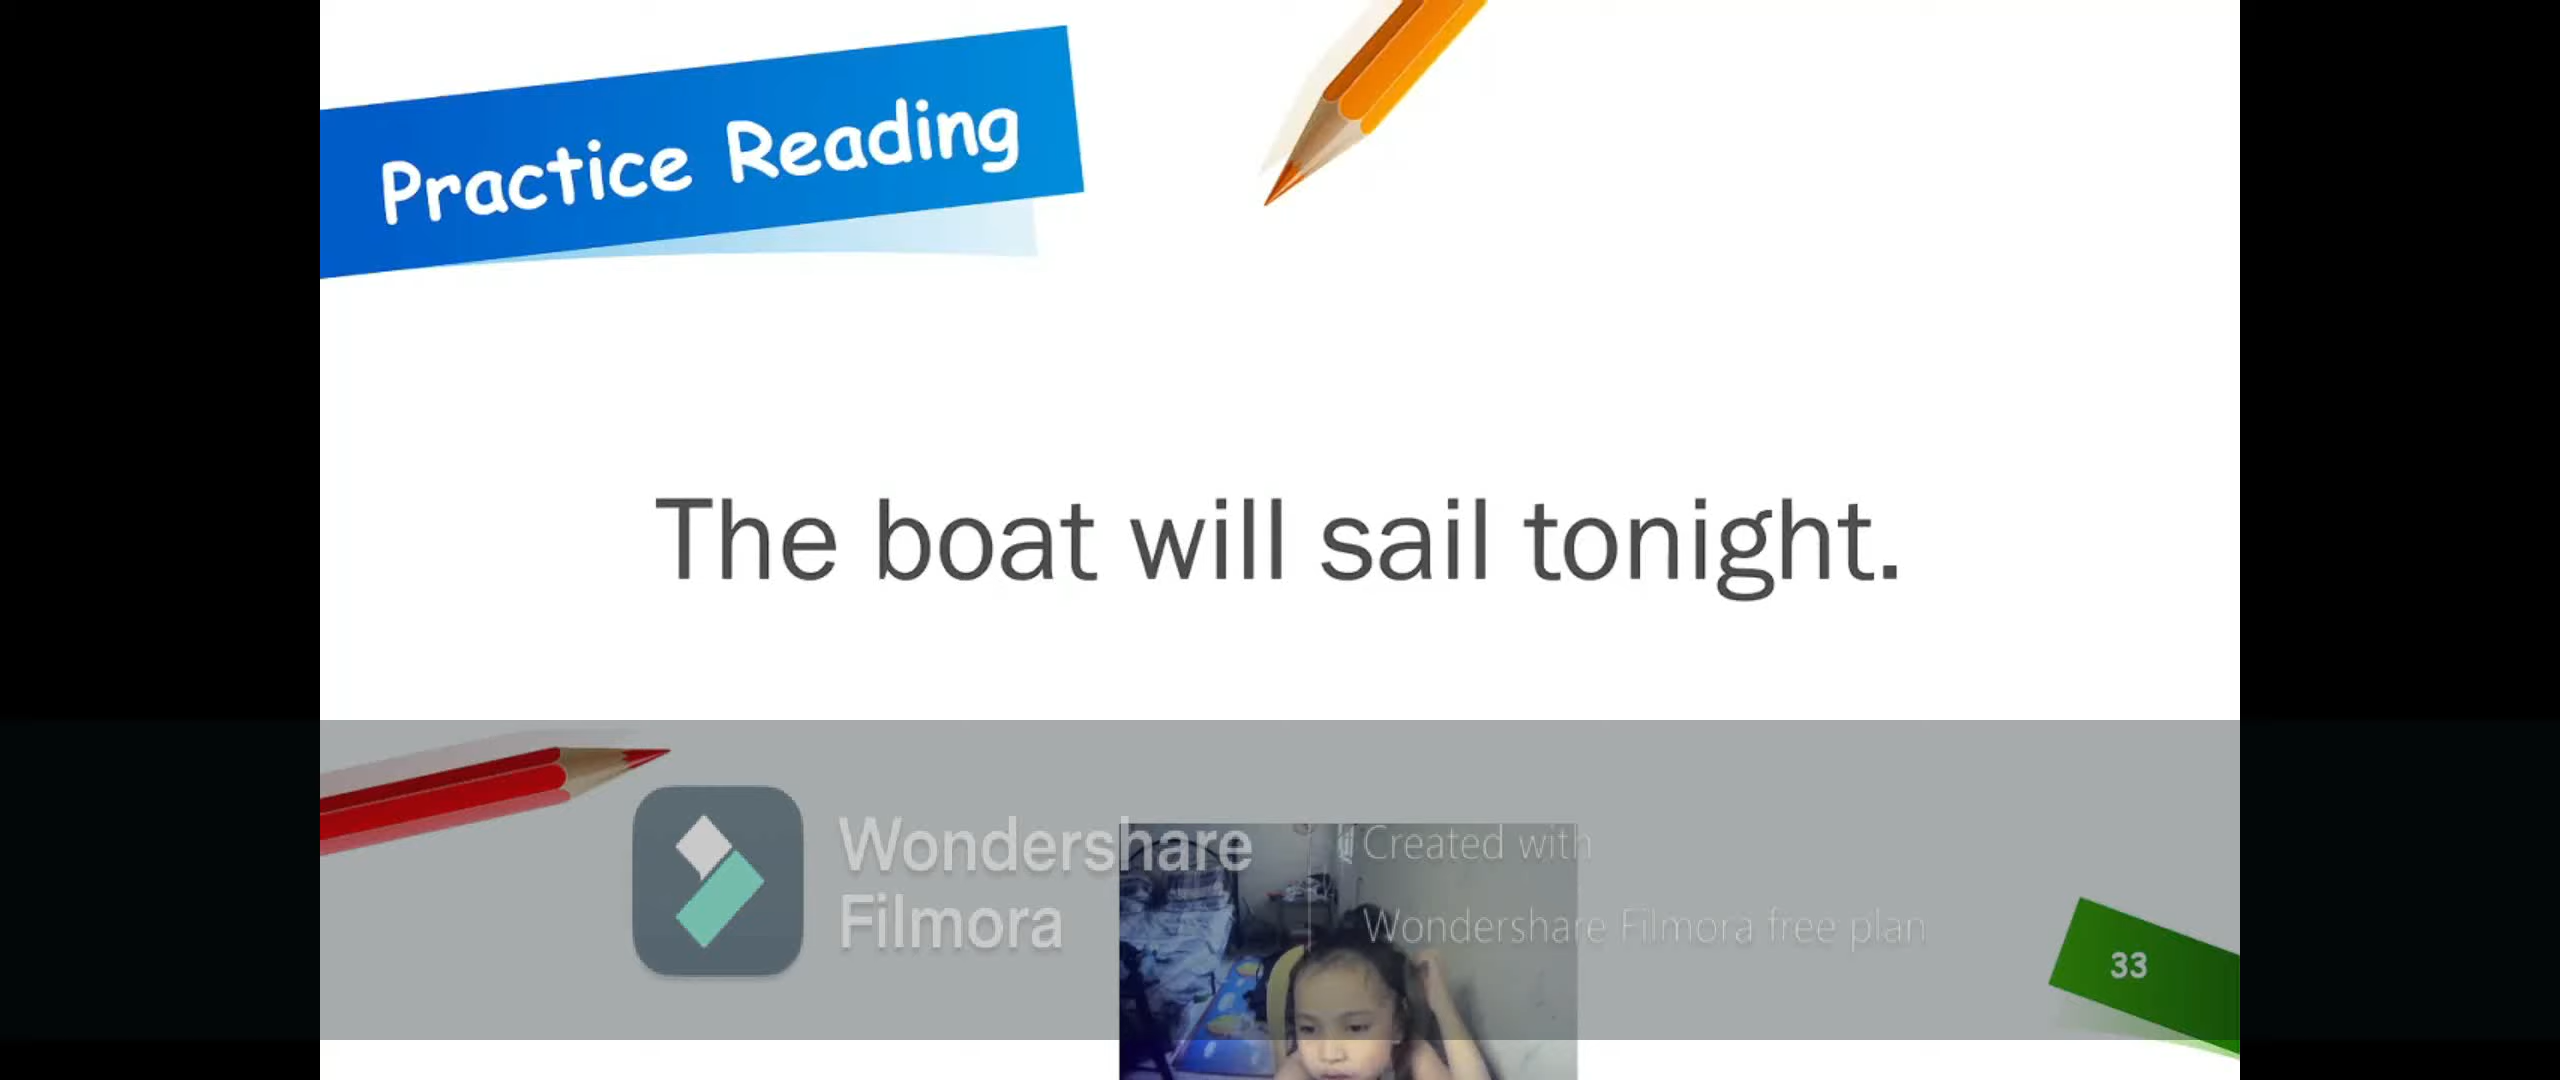 Practice Reading
The boat will sail tonight.
Wondershare
Filmora
Created with
Wondershare Filmora free plan
33